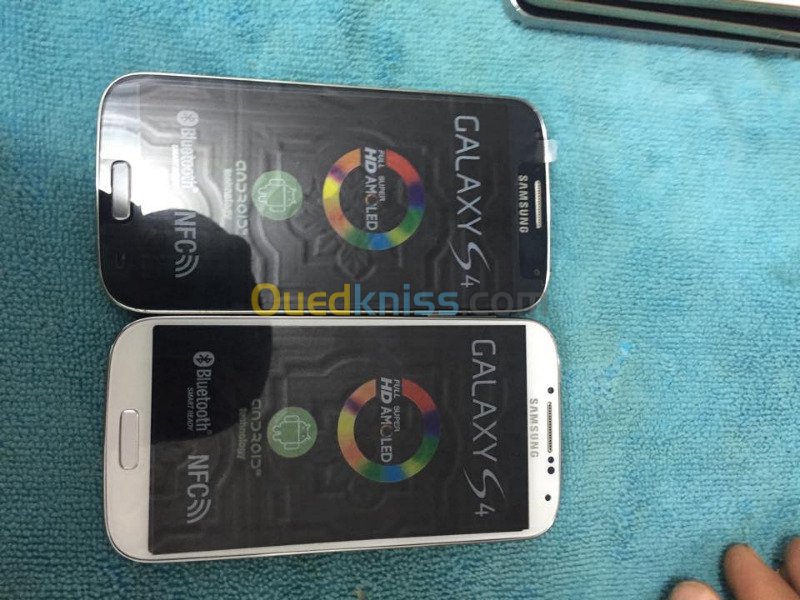 GALAXY S4
SAMSUNG
FULL SUPER
HD AMOLED
ANDROID
technology
Bluetooth®
NFC
Ouedkniss.com
GALAXY S4
SAMSUNG
FULL SUPER
HD AMOLED
ANDROID®
technology
Bluetooth®
SMART READY
NFC